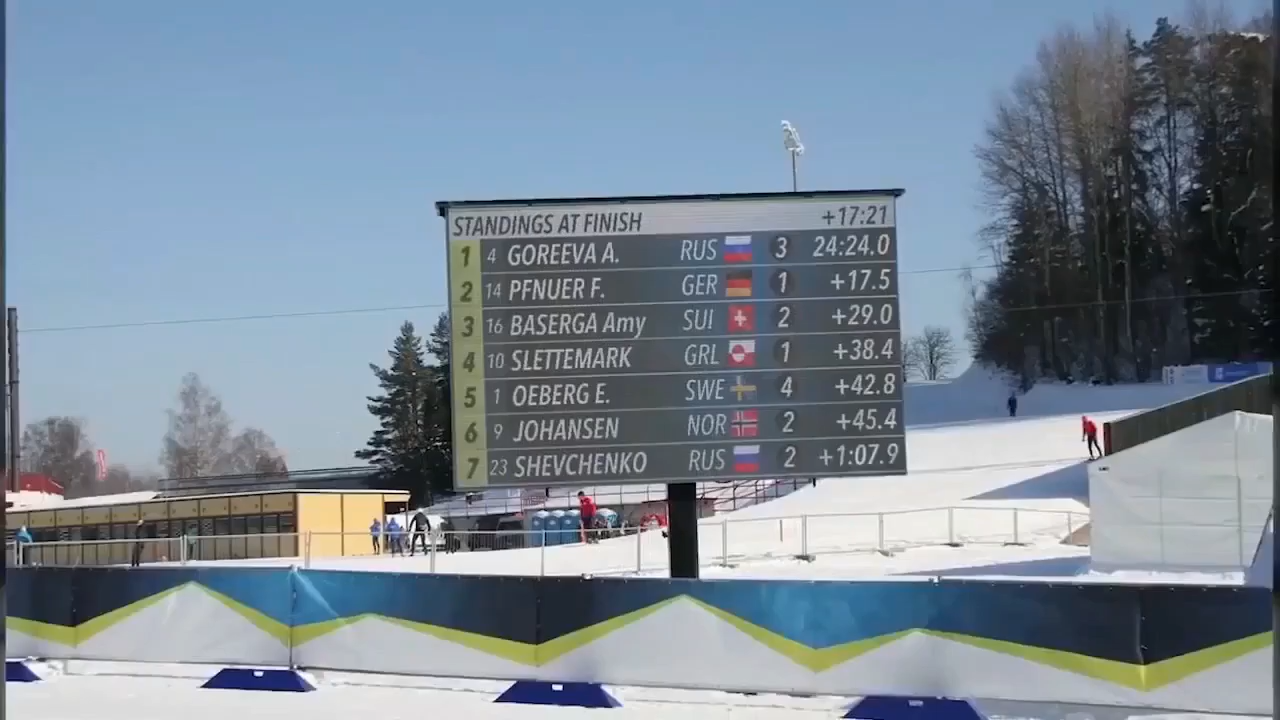 STANDINGS AT FINISH +17:21
1 4 GOREEVA A. RUS 3 24:24.0
2 14 PFNUER F. GER 1 +17.5
3 16 BASERGA Amy SUI 2 +29.0
4 10 SLETTEMARK GRL 1 +38.4
5 1 OEBERG E. SWE 4 +42.8
6 9 JOHANSEN NOR 2 +45.4
7 23 SHEVCHENKO RUS 2 +1:07.9